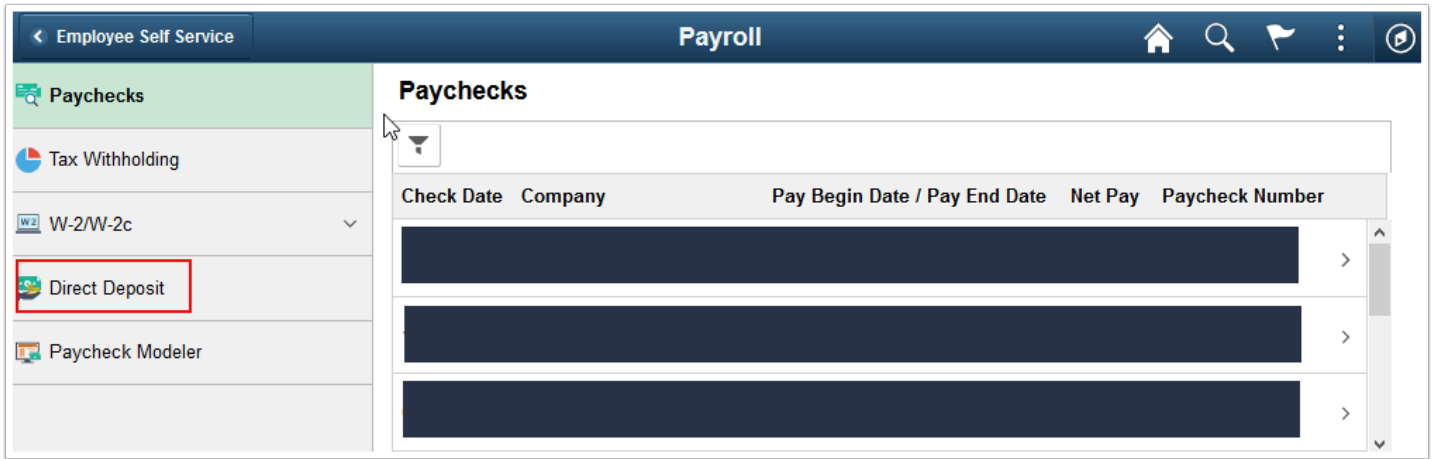 Employee Self Service
Payroll
Paychecks
Tax Withholding
W2 W-2/W-2c
Direct Deposit
Paycheck Modeler
Paychecks
Check Date Company Pay Begin Date / Pay End Date Net Pay Paycheck Number